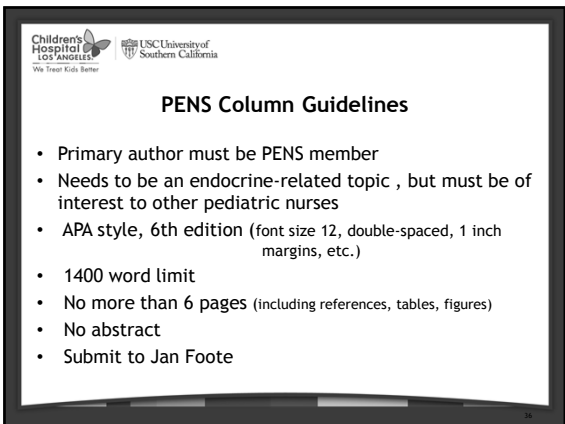 Children's
Hospital
LOS ANGELES
We Treat Kids Better
USC University of
Southern California
PENS Column Guidelines
• Primary author must be PENS member
• Needs to be an endocrine-related topic , but must be of
interest to other pediatric nurses
• APA style, 6th edition (font size 12, double-spaced, 1 inch
margins, etc.)
• 1400 word limit
• No more than 6 pages (including references, tables, figures)
• No abstract
• Submit to Jan Foote
36